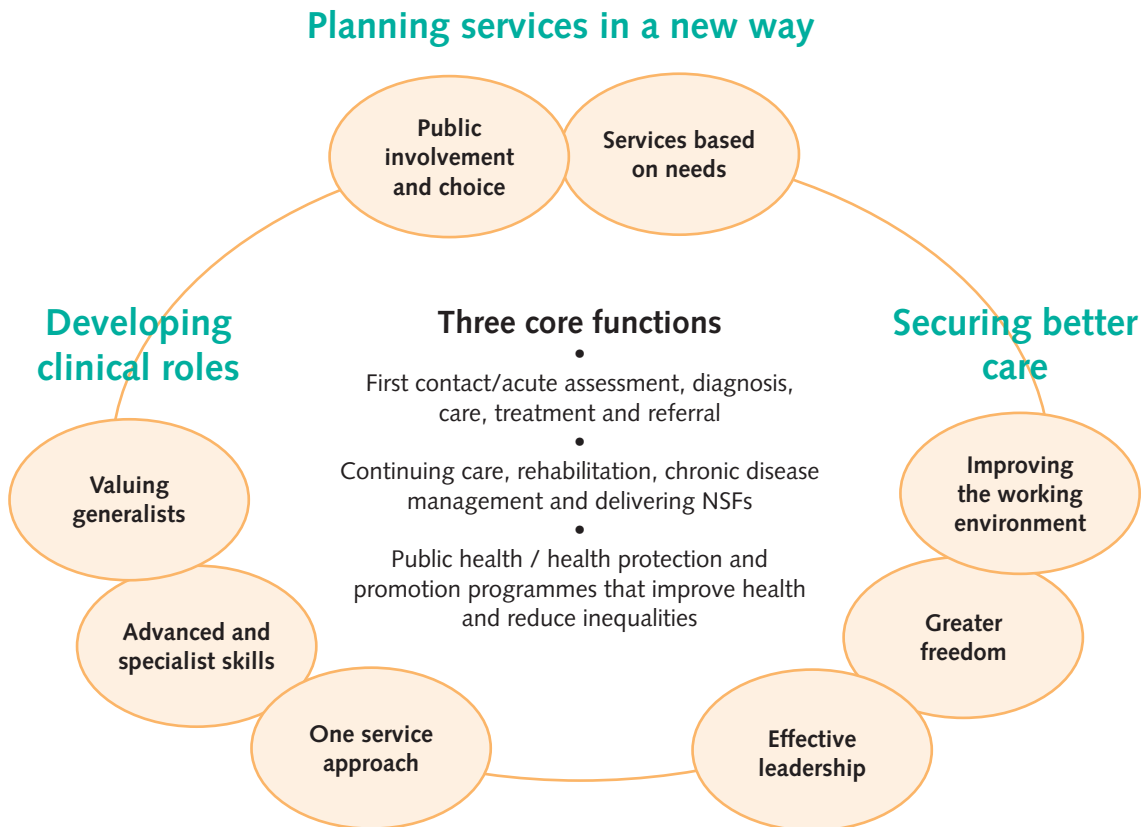 Planning services in a new way
Public
involvement
and choice
Services based
on needs
Developing
clinical roles
Three core functions
•
First contact/acute assessment, diagnosis,
care, treatment and referral
•
Continuing care, rehabilitation, chronic disease
management and delivering NSFs
•
Public health / health protection and
promotion programmes that improve health
and reduce inequalities
Securing better
care
Valuing
generalists
Improving
the working
environment
Advanced and
specialist skills
Greater
freedom
One service
approach
Effective
leadership